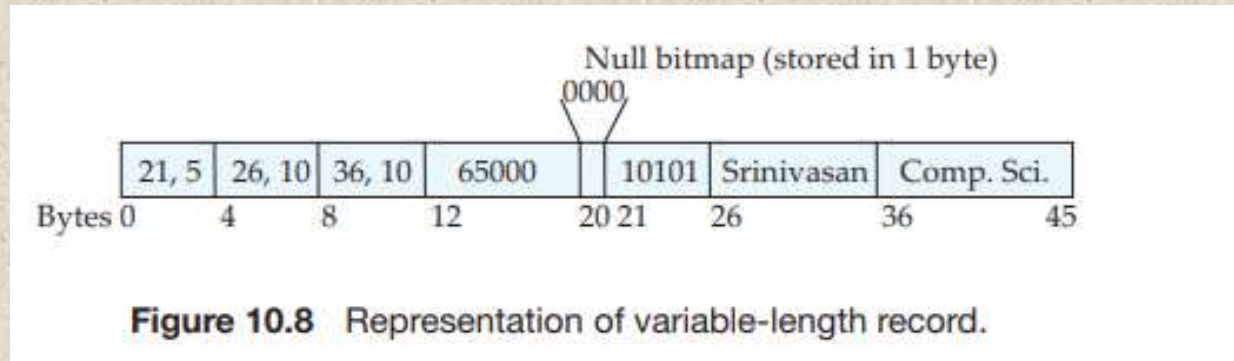 Null bitmap (stored in 1 byte)
0000
21, 5 26, 10 36, 10 65000 10101 Srinivasan Comp. Sci.
Bytes 0 4 8 12 20 21 26 36 45
Figure 10.8 Representation of variable-length record.